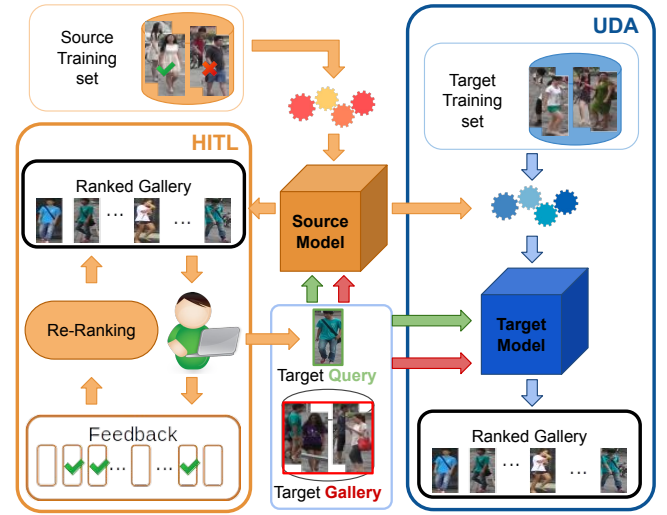 Source
Training
set
UDA
Target
Training
set
HITL
Ranked Gallery
... ...
Source
Model
Re-Ranking
Target
Model
Target Query
Feedback
... ...
Target Gallery
Ranked Gallery
... ...